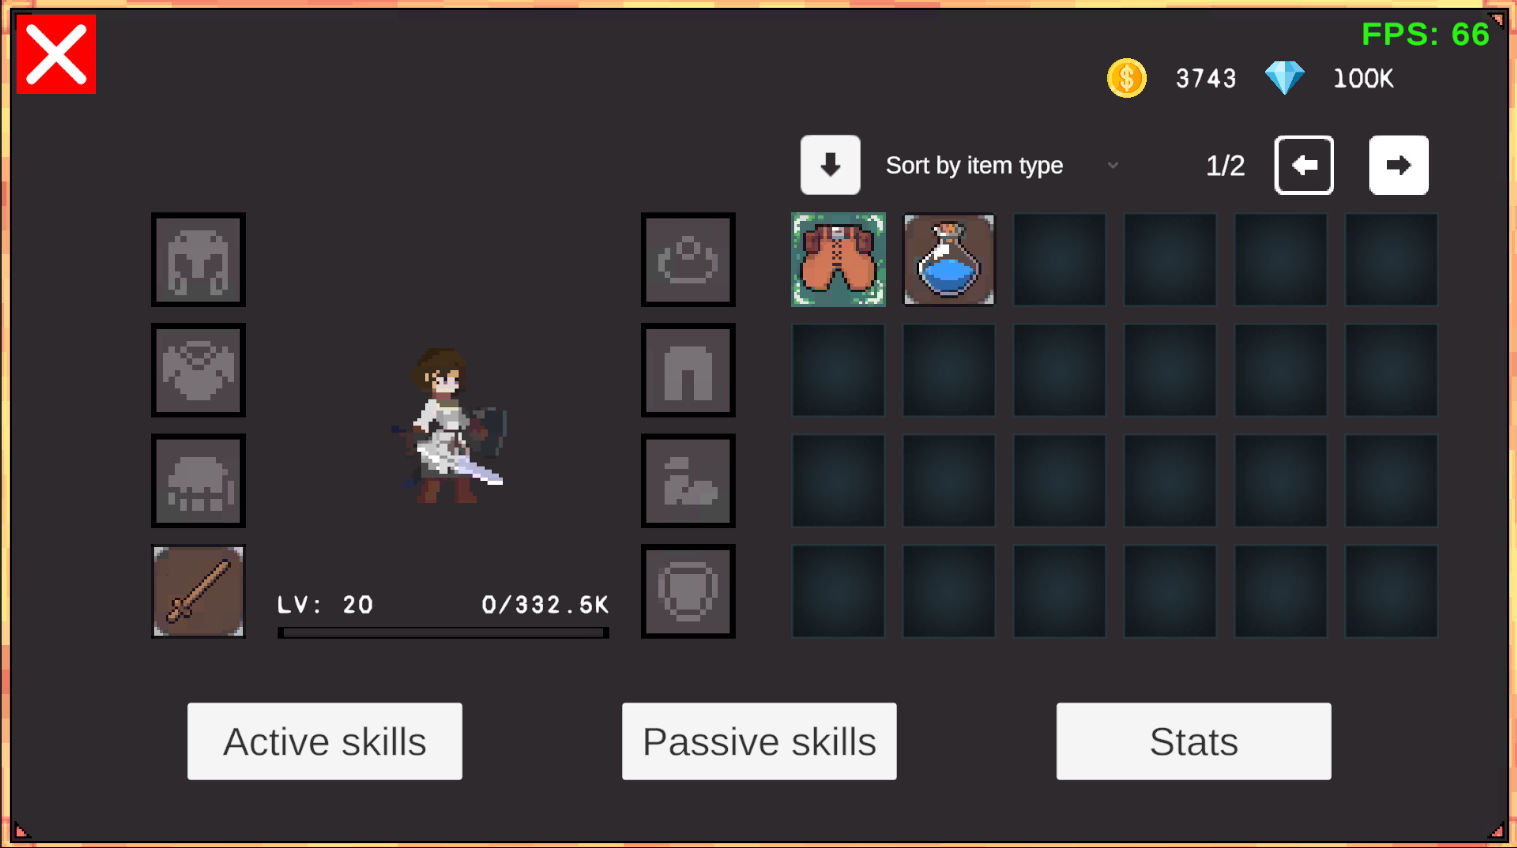 FPS: 66
3743
100K
Sort by item type
1/2
LV: 20
0/332.5K
Active skills
Passive skills
Stats